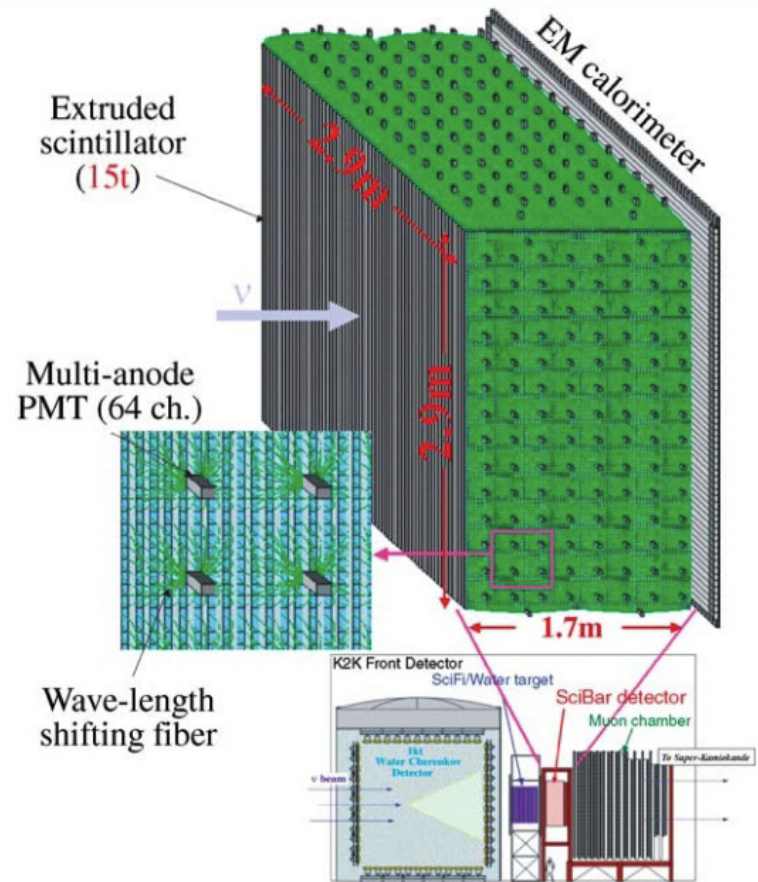 EM calorimeter
Extruded
scintillator
(15t)
2.9m
ν
2.9m
Multi-anode
PMT (64 ch.)
1.7m
Wave-length
shifting fiber
K2K Front Detector
SciFi/Water target
SciBar detector
Muon chamber
1kt
Water Cherenkov
Detector
To Super-Kamiokande
ν beam